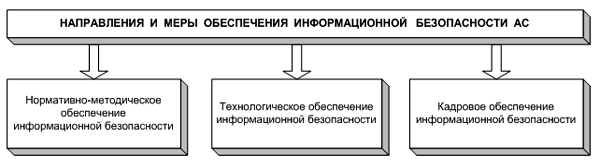 НАПРАВЛЕНИЯ И МЕРЫ ОБЕСПЕЧЕНИЯ ИНФОРМАЦИОННОЙ БЕЗОПАСНОСТИ АС
Нормативно-методическое
обеспечение
информационной безопасности
Технологическое обеспечение
информационной безопасности
Кадровое обеспечение
информационной безопасности